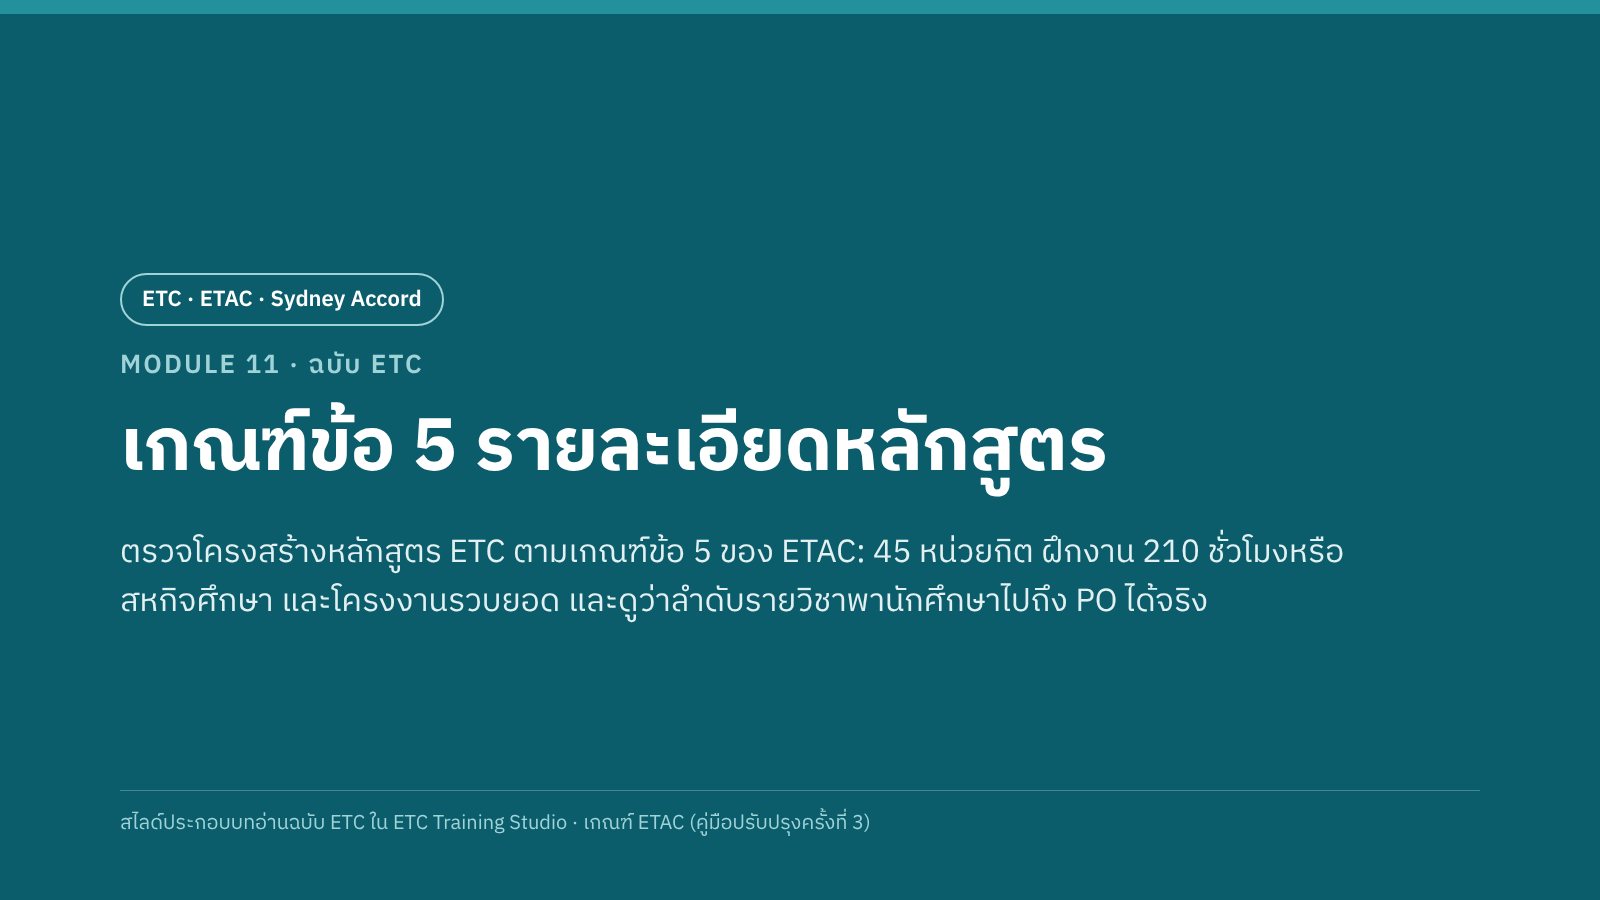 ETC · ETAC · Sydney Accord
MODULE 11 · ฉบับ ETC
เกณฑ์ข้อ 5 รายละเอียดหลักสูตร
ตรวจโครงสร้างหลักสูตร ETC ตามเกณฑ์ข้อ 5 ของ ETAC: 45 หน่วยกิต ฝึกงาน 210 ชั่วโมงหรือ
สหกิจศึกษา และโครงงานรวบยอด และดูว่าลำดับรายวิชาพานักศึกษาไปถึง PO ได้จริง
สไลด์ประกอบบทอ่านฉบับ ETC ใน ETC Training Studio · เกณฑ์ ETAC (คู่มือปรับปรุงครั้งที่ 3)